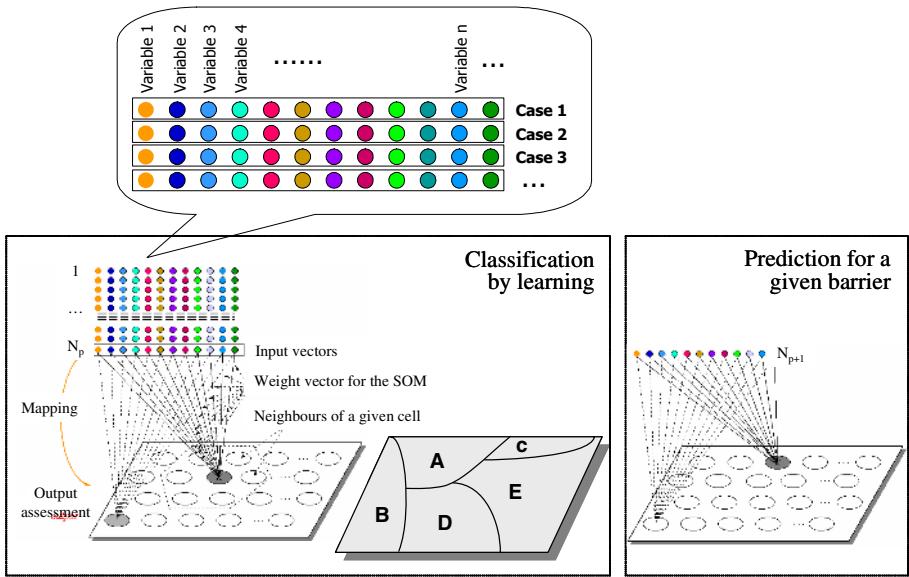 Variable 1
Variable 2
Variable 3
Variable 4
......
Variable n
...
Case 1
Case 2
Case 3
...
Classification
by learning
1
...
Np
Input vectors
Weight vector for the SOM
Mapping
Neighbours of a given cell
Output
assessment
A
B
c
D
E
Prediction for a
given barrier
Np+1